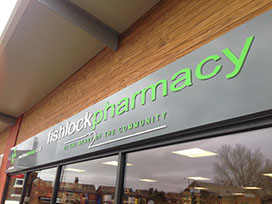 fishlockpharmacy
AT THE HEART OF THE COMMUNITY